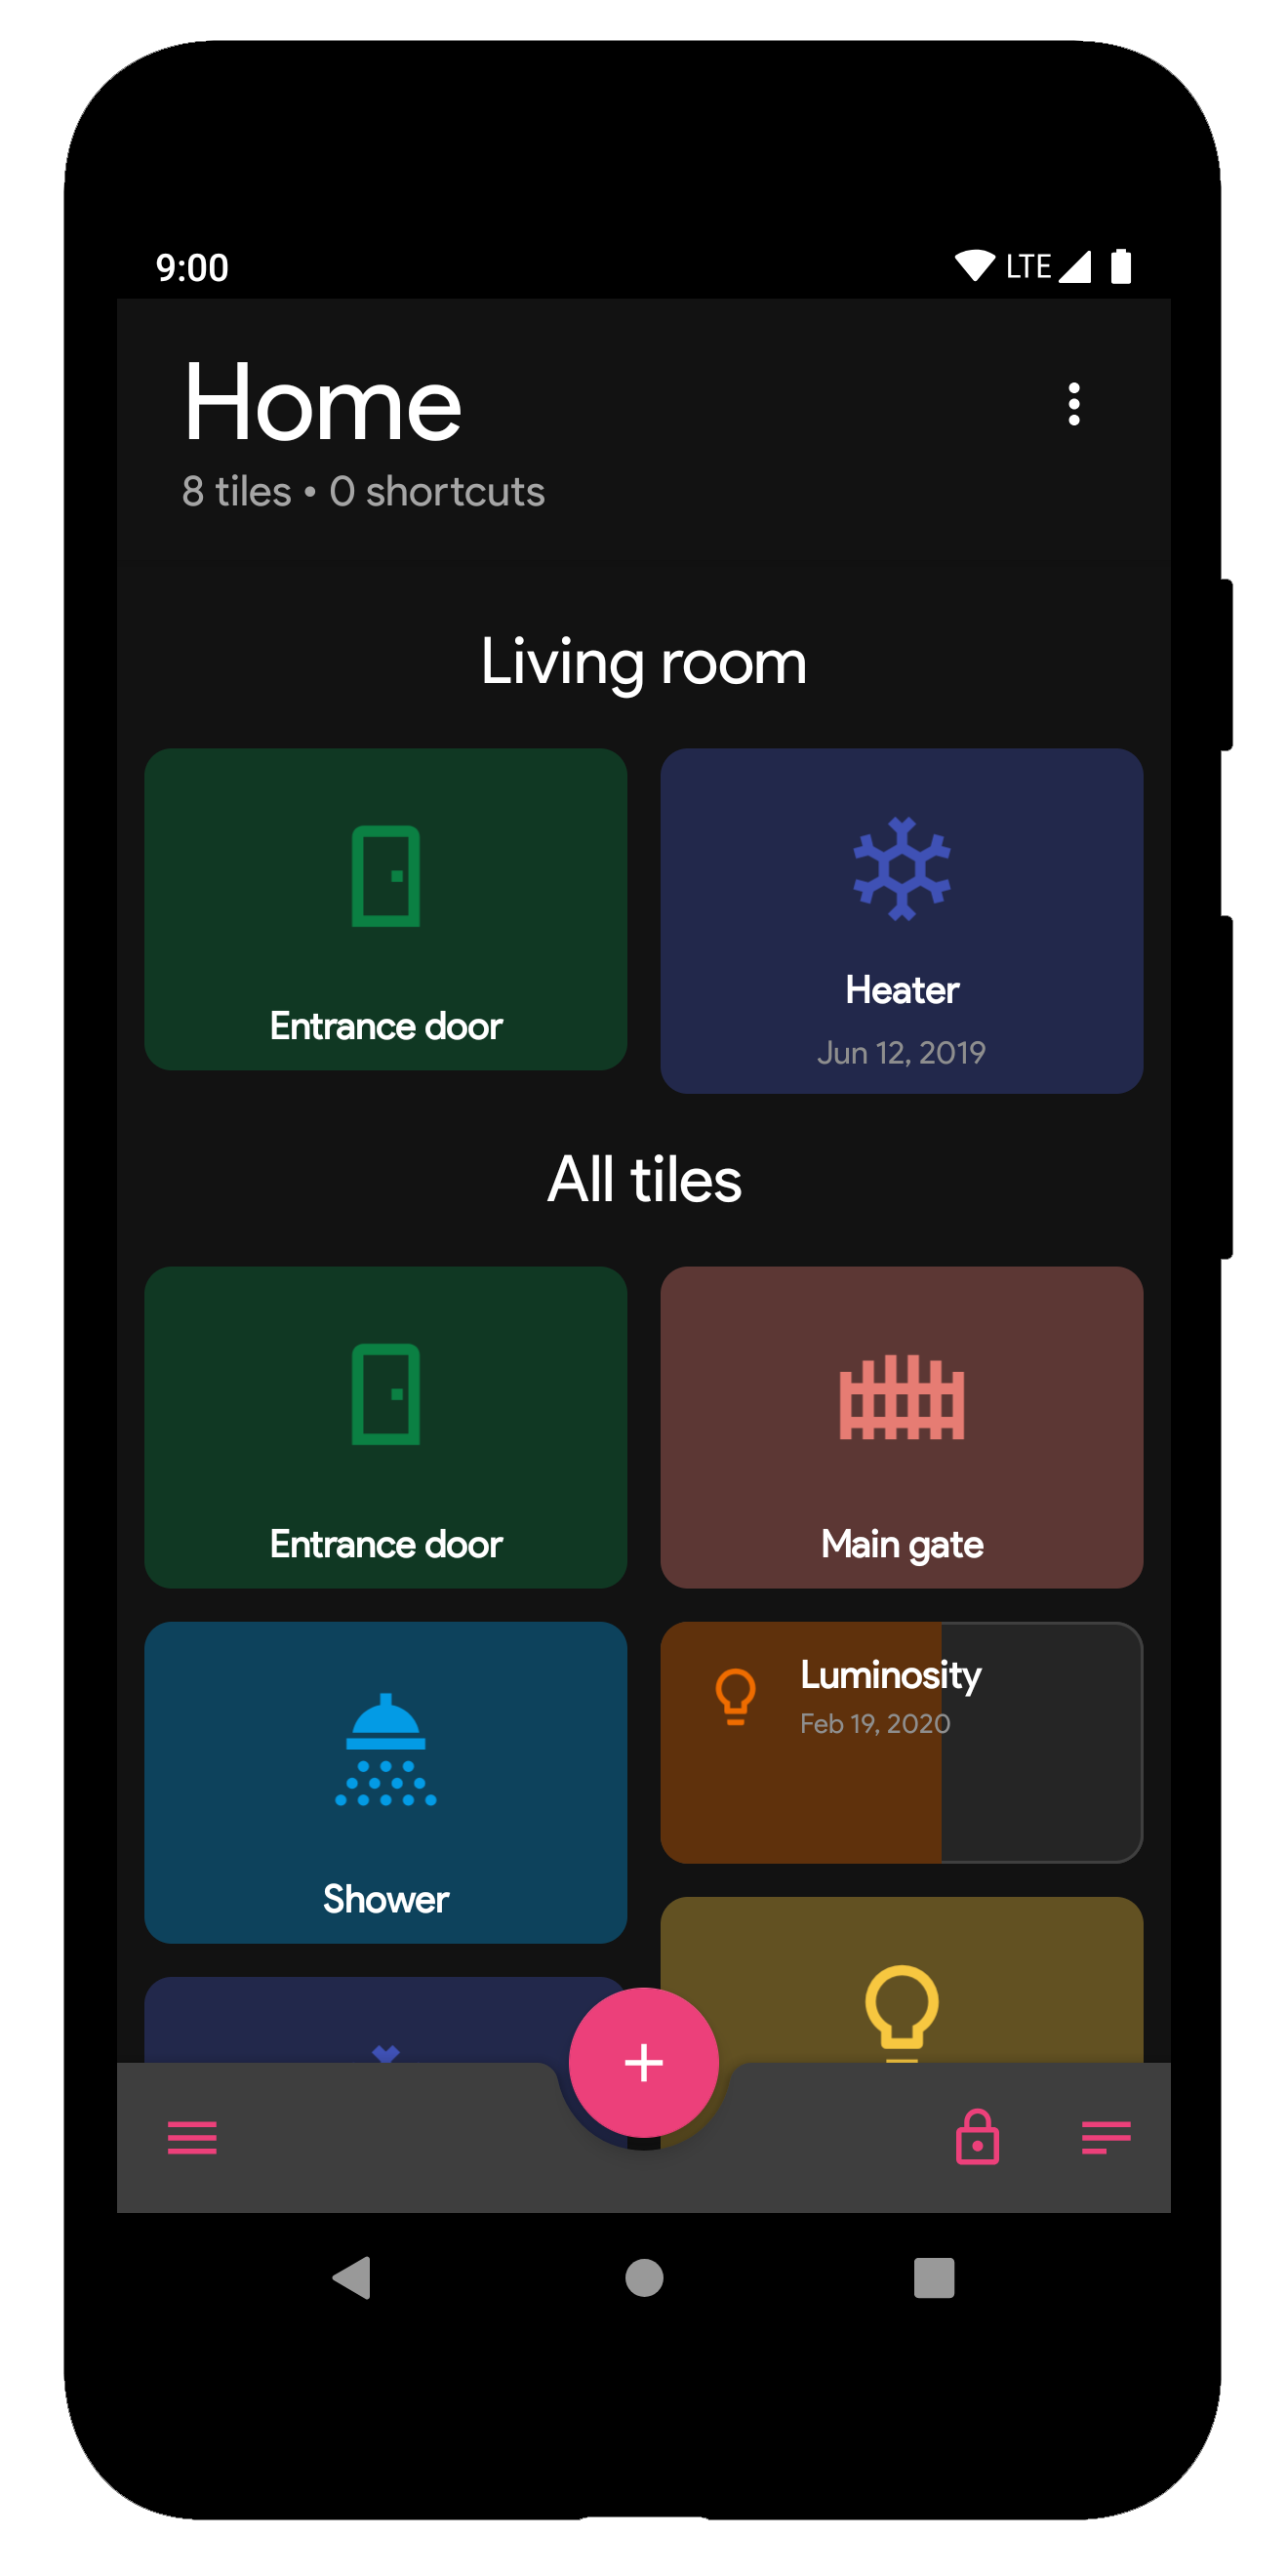 9:00 LTE
Home
8 tiles • 0 shortcuts
Living room
Entrance door
Heater
Jun 12, 2019
All tiles
Entrance door
Main gate
Shower
Luminosity
Feb 19, 2020